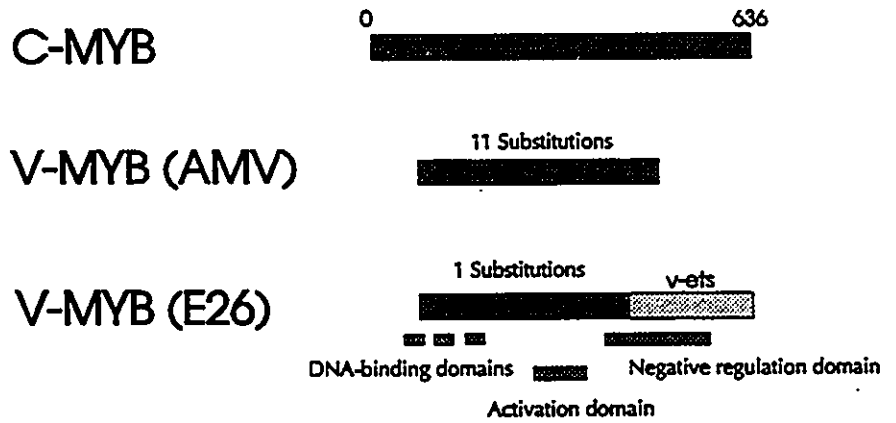 0 636
C-MYB
11 Substitutions
V-MYB (AMV)
1 Substitutions
v-ets
V-MYB (E26)
DNA-binding domains
Negative regulation domain
Activation domain